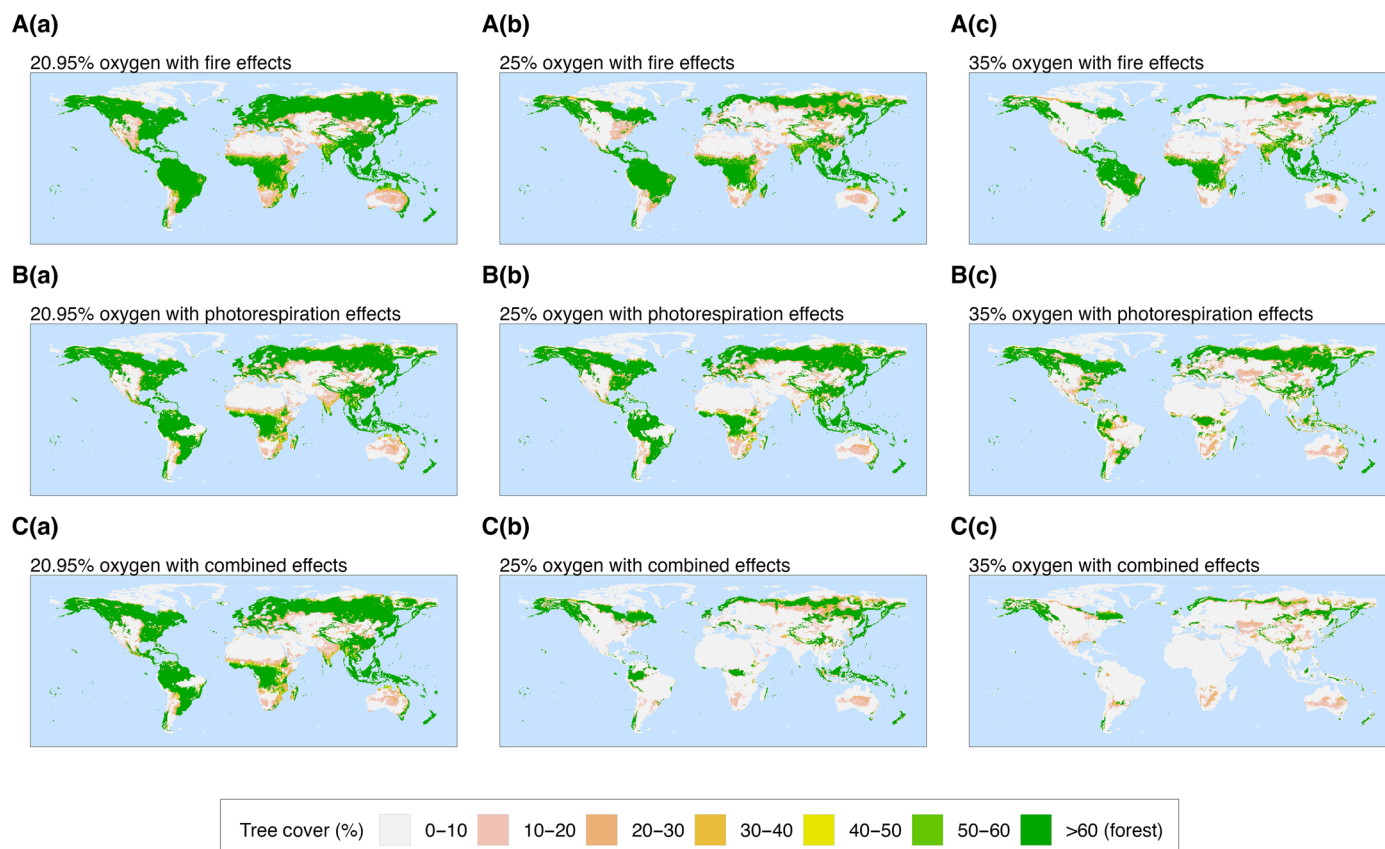 A(a)
A(b)
A(c)
20.95% oxygen with fire effects
25% oxygen with fire effects
35% oxygen with fire effects
B(a)
B(b)
B(c)
20.95% oxygen with photorespiration effects
25% oxygen with photorespiration effects
35% oxygen with photorespiration effects
C(a)
C(b)
C(c)
20.95% oxygen with combined effects
25% oxygen with combined effects
35% oxygen with combined effects
Tree cover (%) 0−10 10−20 20−30 30−40 40−50 50−60 >60 (forest)